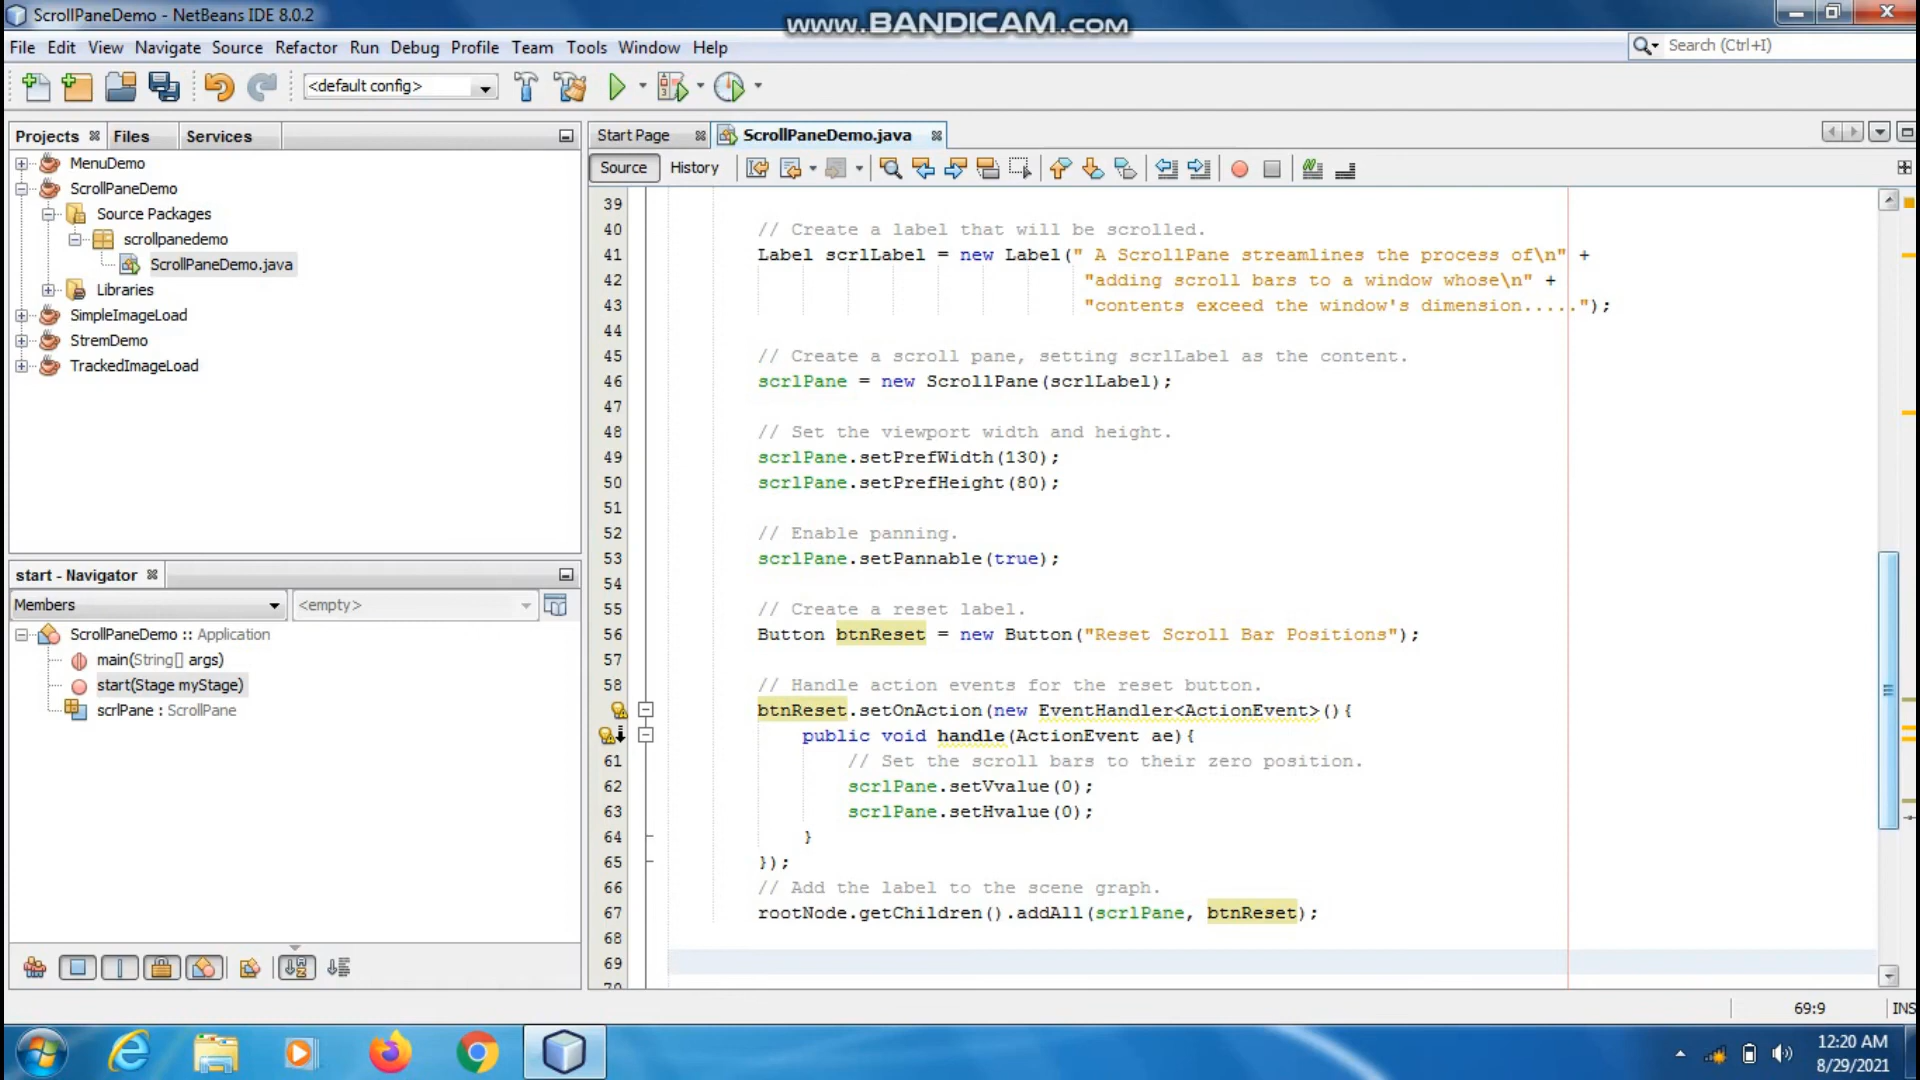 ScrollPaneDemo - NetBeans IDE 8.0.2
www.BANDICAM.com
File Edit View Navigate Source Refactor Run Debug Profile Team Tools Window Help
Search (Ctrl+I)
<default config>
Projects Files Services
MenuDemo
ScrollPaneDemo
Source Packages
scrollpanedemo
ScrollPaneDemo.java
Libraries
SimpleImageLoad
StremDemo
TrackedImageLoad
start - Navigator
Members <empty>
ScrollPaneDemo :: Application
main(String[] args)
start(Stage myStage)
scrlPane : ScrollPane
Start Page ScrollPaneDemo.java
Source History
39
40 // Create a label that will be scrolled.
41 Label scrlLabel = new Label(" A ScrollPane streamlines the process of\n" +
42 "adding scroll bars to a window whose\n" +
43 "contents exceed the window's dimension.....");
44
45 // Create a scroll pane, setting scrlLabel as the content.
46 scrlPane = new ScrollPane(scrlLabel);
47
48 // Set the viewport width and height.
49 scrlPane.setPrefWidth(130);
50 scrlPane.setPrefHeight(80);
51
52 // Enable panning.
53 scrlPane.setPannable(true);
54
55 // Create a reset label.
56 Button btnReset = new Button("Reset Scroll Bar Positions");
57
58 // Handle action events for the reset button.
btnReset.setOnAction(new EventHandler<ActionEvent>(){
public void handle(ActionEvent ae){
61 // Set the scroll bars to their zero position.
62 scrlPane.setVvalue(0);
63 scrlPane.setHvalue(0);
64 }
65 });
66 // Add the label to the scene graph.
67 rootNode.getChildren().addAll(scrlPane, btnReset);
68
69
70
69:9 INS
12:20 AM
8/29/2021